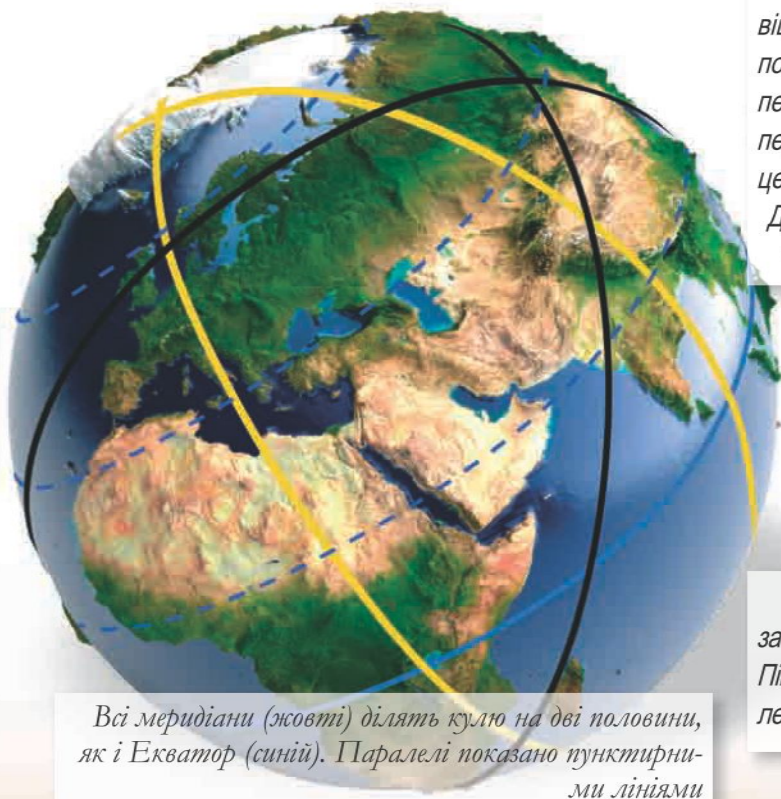 Всі меридіани (жовті) ділять кулю на дві половини,
як і Екватор (синій). Паралелі показано пунктирни-
ми лініями